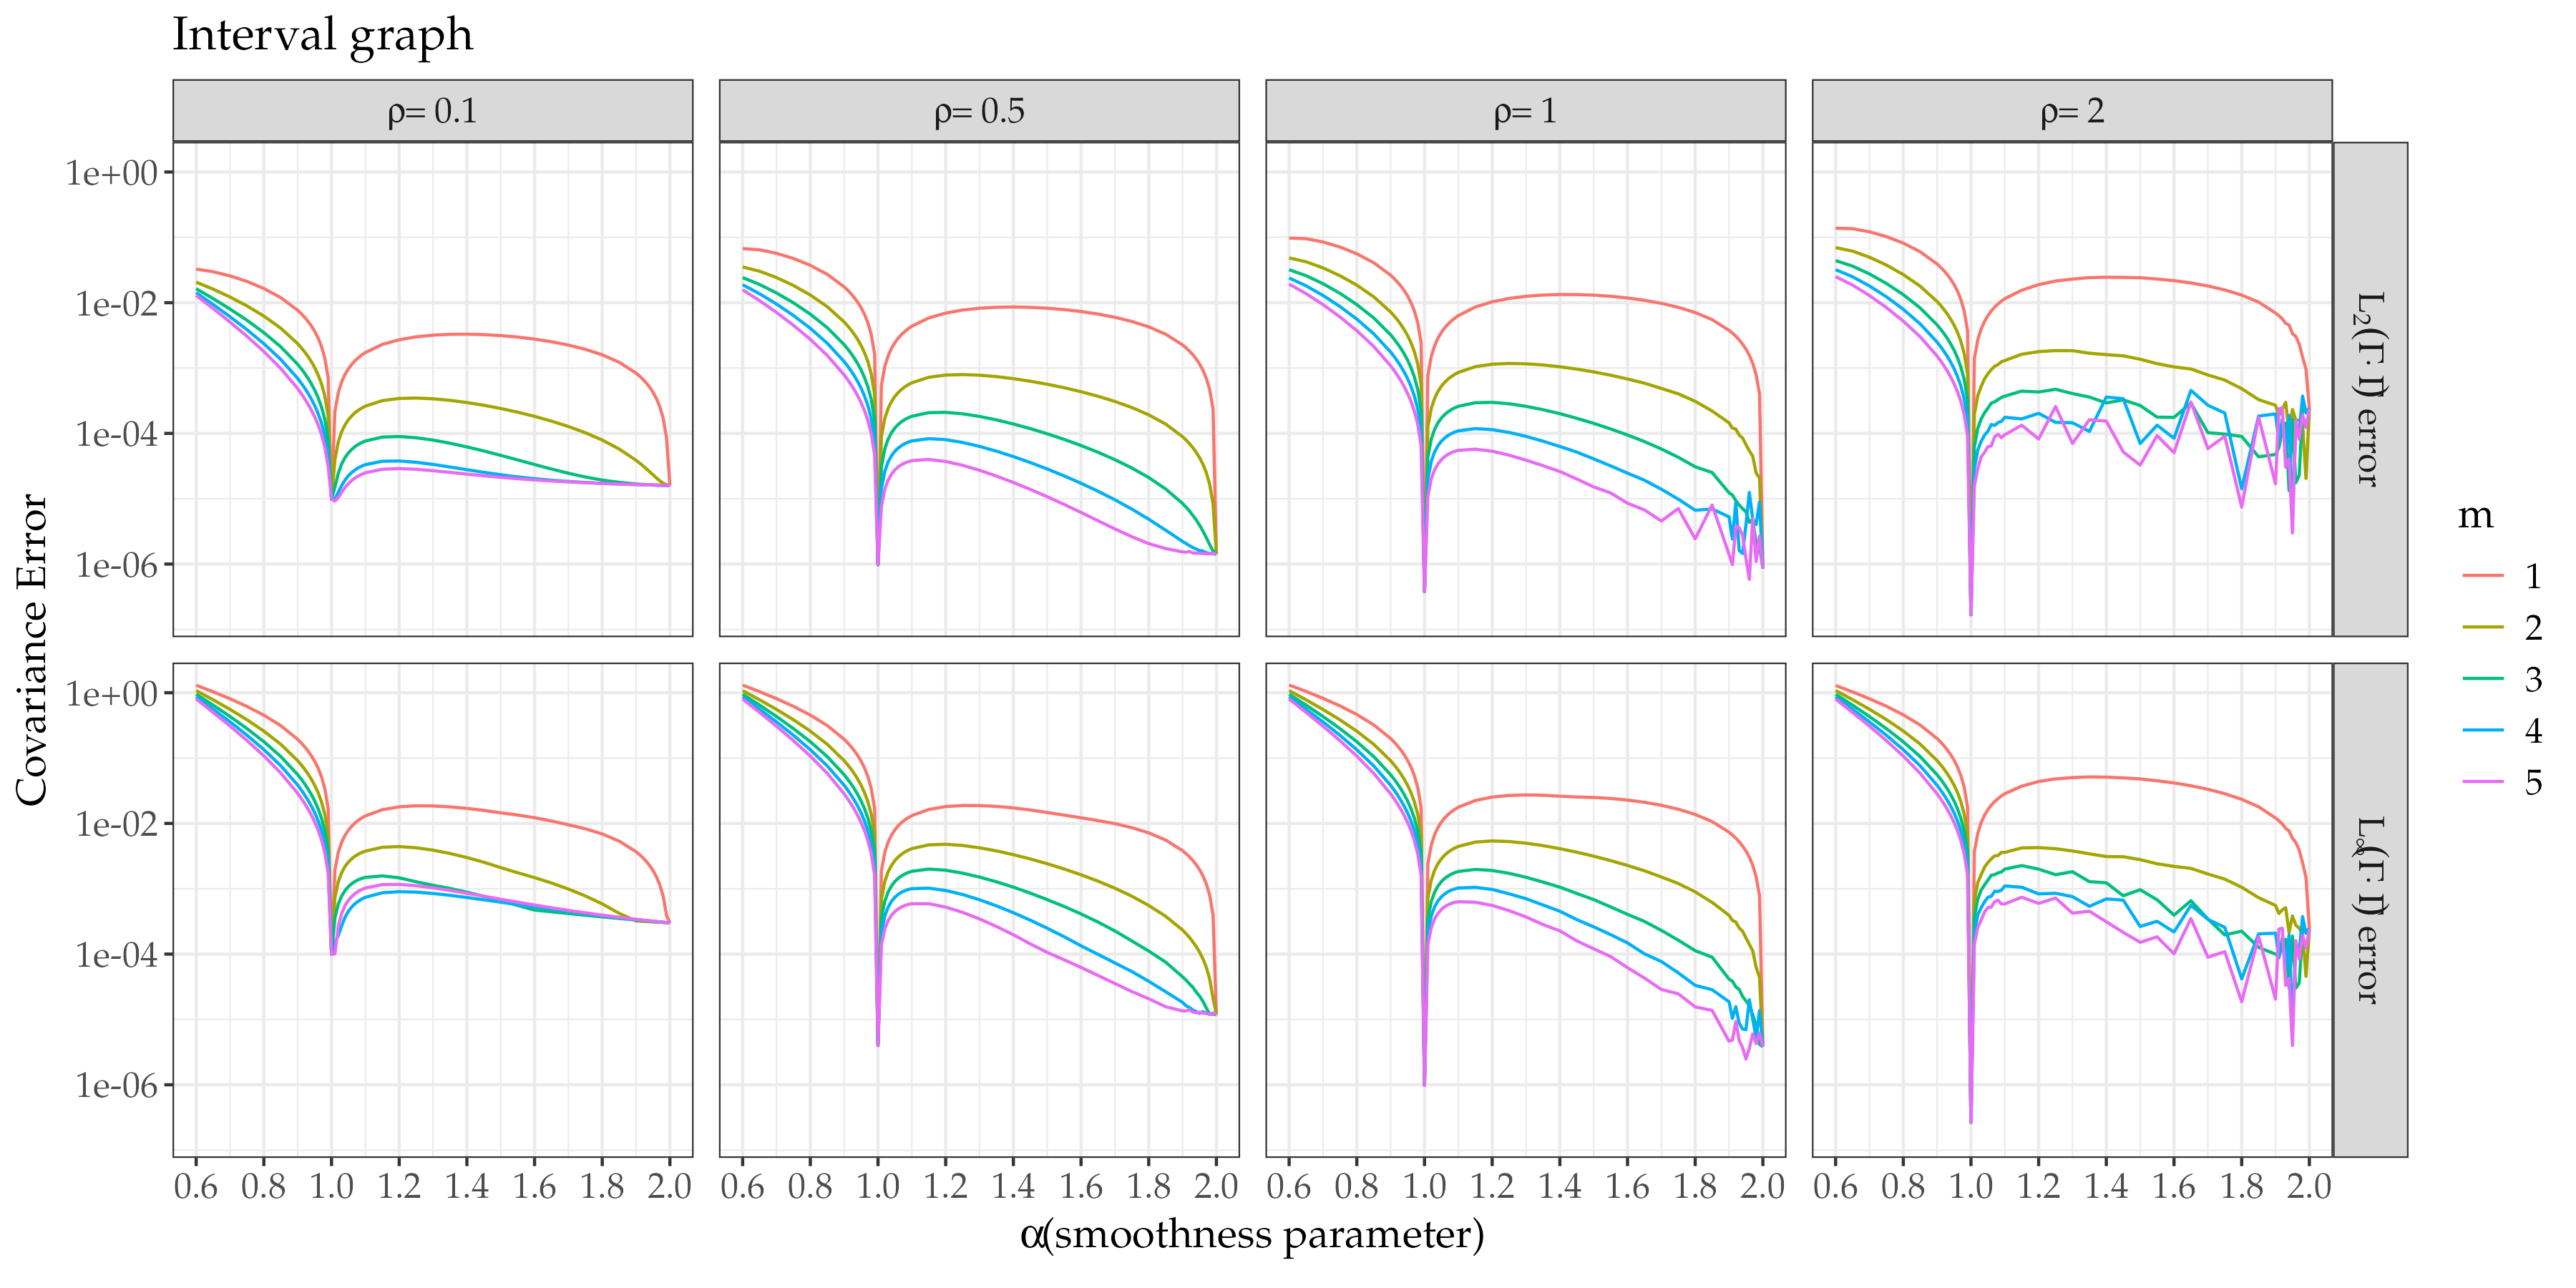 Interval graph
ρ= 0.1
ρ= 0.5
ρ= 1
ρ= 2
Covariance Error
1e+00
1e-02
1e-04
1e-06
L₂(Γ·Γ) error
1e+00
1e-02
1e-04
1e-06
L∞(Γ·Γ) error
0.6 0.8 1.0 1.2 1.4 1.6 1.8 2.0
0.6 0.8 1.0 1.2 1.4 1.6 1.8 2.0
0.6 0.8 1.0 1.2 1.4 1.6 1.8 2.0
0.6 0.8 1.0 1.2 1.4 1.6 1.8 2.0
α(smoothness parameter)
m
1
2
3
4
5